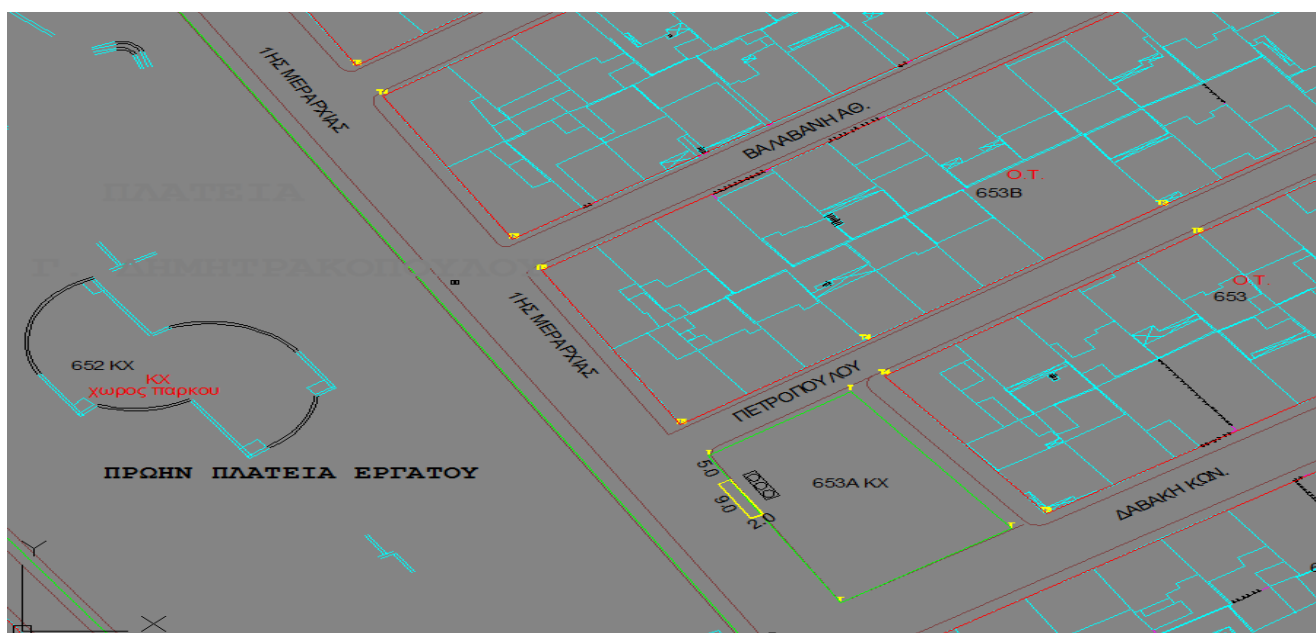 1ΗΣ ΜΕΡΑΡΧΙΑΣ
ΒΑΛΑΒΑΝΗ ΑΘ.
ΠΛΑΤΕΙΑ
Γ. ΔΗΜΗΤΡΑΚΟΠΟΥΛΟΥ
Ο.Τ.
653Β
Ο.Τ.
653
1ΗΣ ΜΕΡΑΡΧΙΑΣ
652 ΚΧ
ΚΧ
χωρος παρκου
ΠΕΤΡΟΠΟΥΛΟΥ
ΠΡΩΗΝ ΠΛΑΤΕΙΑ ΕΡΓΑΤΟΥ
5.0
9.0
2.0
653Α ΚΧ
ΔΑΒΑΚΗ ΚΩΝ.
Y
X